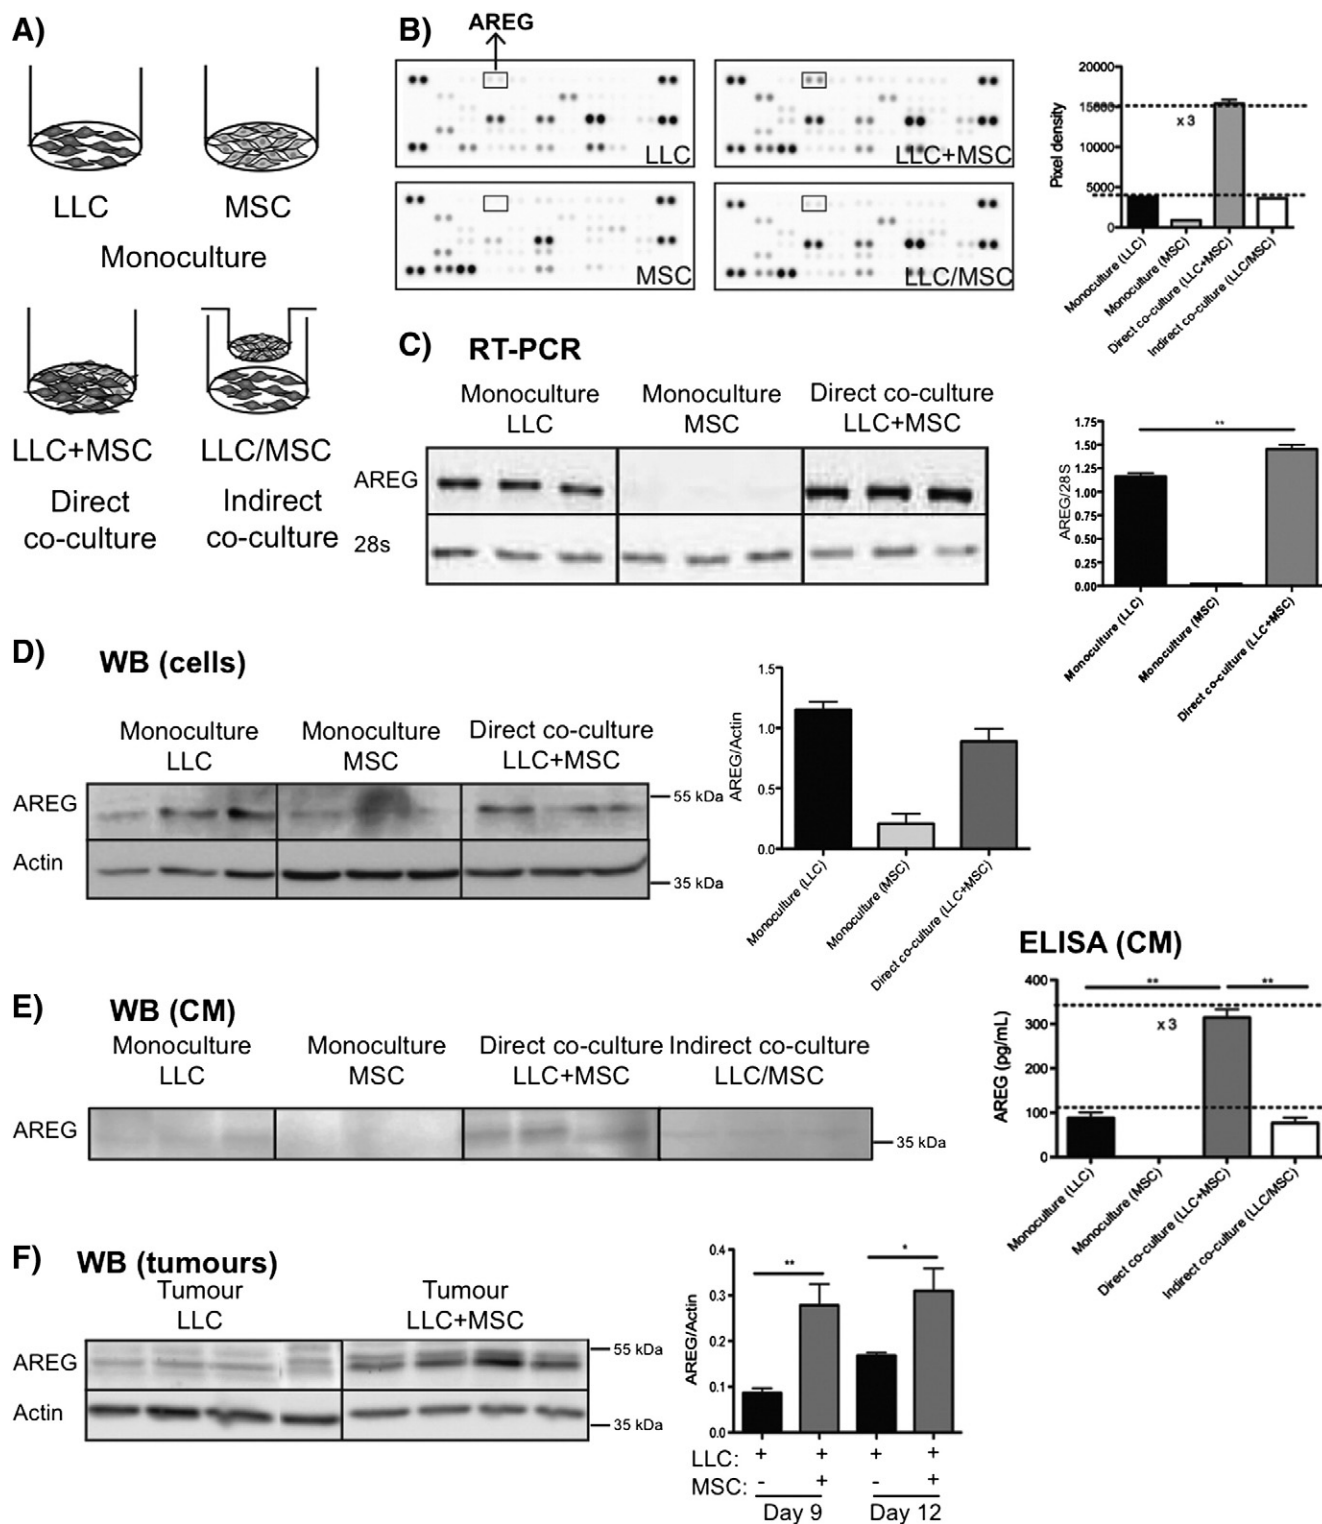 A)
LLC
MSC
Monoculture
LLC+MSC
LLC/MSC
Direct
co-culture
Indirect
co-culture
B)
AREG
LLC
LLC+MSC
MSC
LLC/MSC
Pixel density
20000
15000
10000
5000
0
x 3
Monoculture (LLC)
Monoculture (MSC)
Direct co-culture (LLC+MSC)
Indirect co-culture (LLC/MSC)
C)
RT-PCR
Monoculture
LLC
Monoculture
MSC
Direct co-culture
LLC+MSC
AREG
28s
AREG/28S
1.75
1.50
1.25
1.00
0.75
0.50
0.25
0.00
**
Monoculture (LLC)
Monoculture (MSC)
Direct co-culture (LLC+MSC)
D)
WB (cells)
Monoculture
LLC
Monoculture
MSC
Direct co-culture
LLC+MSC
AREG
Actin
55 kDa
35 kDa
AREG/Actin
1.5
1.0
0.5
0.0
Monoculture (LLC)
Monoculture (MSC)
Direct co-culture (LLC+MSC)
E)
WB (CM)
Monoculture
LLC
Monoculture
MSC
Direct co-culture
LLC+MSC
Indirect co-culture
LLC/MSC
AREG
35 kDa
ELISA (CM)
AREG (pg/mL)
400
300
200
100
0
**
**
x 3
Monoculture (LLC)
Monoculture (MSC)
Direct co-culture (LLC+MSC)
Indirect co-culture (LLC/MSC)
F)
WB (tumours)
Tumour
LLC
Tumour
LLC+MSC
AREG
Actin
55 kDa
35 kDa
AREG/Actin
0.4
0.3
0.2
0.1
0.0
**
*
LLC: + + + +
MSC: - + - +
Day 9
Day 12